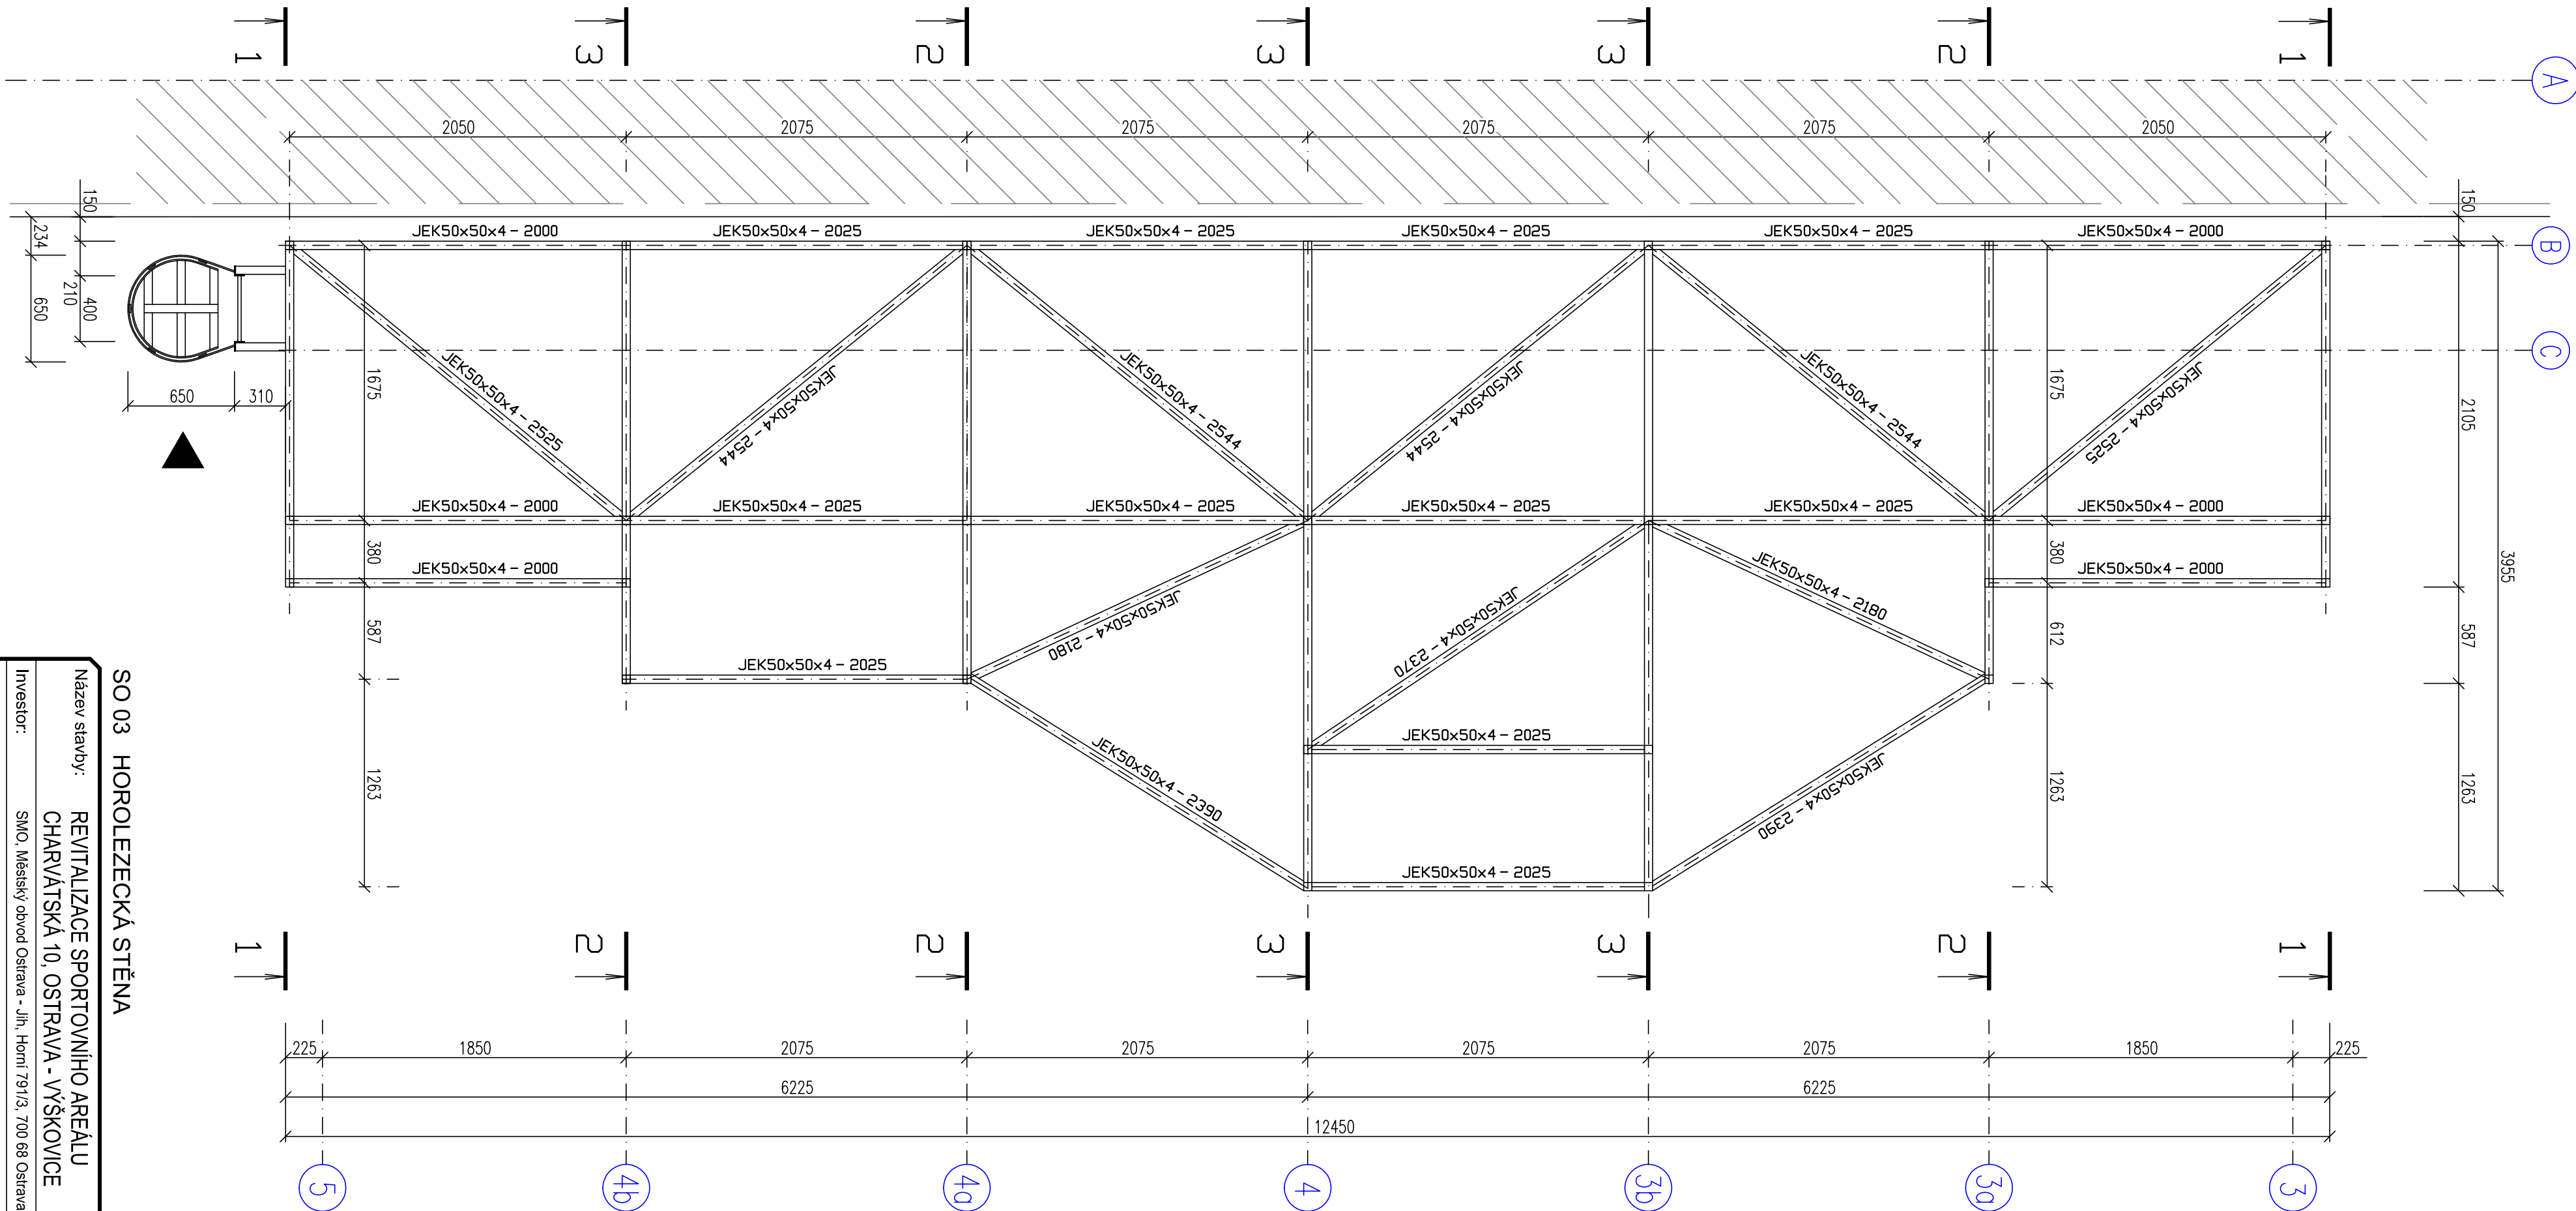 1
3
2
3
3
2
1
A
2050
2075
2075
2075
2075
2050
150
150
234
JEK50x50x4 - 2000
JEK50x50x4 - 2025
JEK50x50x4 - 2025
JEK50x50x4 - 2025
JEK50x50x4 - 2025
JEK50x50x4 - 2000
B
C
400
210
650
650
310
1675
1675
2105
3955
JEK50x50x4 - 2525
JEK50x50x4 - 2544
JEK50x50x4 - 2544
JEK50x50x4 - 2544
JEK50x50x4 - 2544
JEK50x50x4 - 2525
JEK50x50x4 - 2000
JEK50x50x4 - 2025
JEK50x50x4 - 2025
JEK50x50x4 - 2025
JEK50x50x4 - 2025
JEK50x50x4 - 2000
380
380
JEK50x50x4 - 2000
JEK50x50x4 - 2000
587
612
587
JEK50x50x4 - 2180
JEK50x50x4 - 2370
JEK50x50x4 - 2180
JEK50x50x4 - 2025
JEK50x50x4 - 2025
1263
1263
1263
JEK50x50x4 - 2390
JEK50x50x4 - 2390
JEK50x50x4 - 2025
1
2
2
3
3
2
1
225
1850
2075
2075
2075
2075
1850
225
6225
6225
12450
5
4b
4a
4
3b
3a
3
SO 03 HOROLEZECKÁ STĚNA
Název stavby:
REVITALIZACE SPORTOVNÍHO AREÁLU
CHARVÁTSKÁ 10, OSTRAVA - VÝŠKOVICE
Investor:
SMO, Městský obvod Ostrava - Jih, Horní 791/3, 700 68 Ostrava